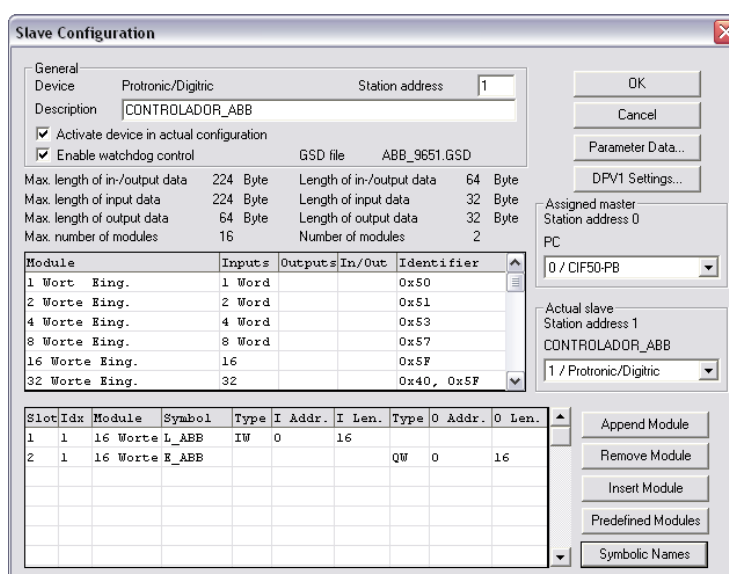 Slave Configuration
General
Device Protronic/Digitric Station address 1
Description CONTROLADOR_ABB
Activate device in actual configuration
Enable watchdog control GSD file ABB_9651.GSD
Max. length of in-/output data 224 Byte Length of in-/output data 64 Byte
Max. length of input data 224 Byte Length of input data 32 Byte
Max. length of output data 64 Byte Length of output data 32 Byte
Max. number of modules 16 Number of modules 2
OK
Cancel
Parameter Data...
DPV1 Settings...
Assigned master
Station address 0
PC
0 / CIF50-PB
Actual slave
Station address 1
CONTROLADOR_ABB
1 / Protronic/Digitric
Module Inputs Outputs In/Out Identifier
1 Wort Eing. 1 Word 0x50
2 Worte Eing. 2 Word 0x51
4 Worte Eing. 4 Word 0x53
8 Worte Eing. 8 Word 0x57
16 Worte Eing. 16 0x5F
32 Worte Eing. 32 0x40, 0x5F
Slot Idx Module Symbol Type I Addr. I Len. Type O Addr. O Len.
1 1 16 Worte L_ABB IW 0 16
2 1 16 Worte E_ABB QW 0 16
Append Module
Remove Module
Insert Module
Predefined Modules
Symbolic Names